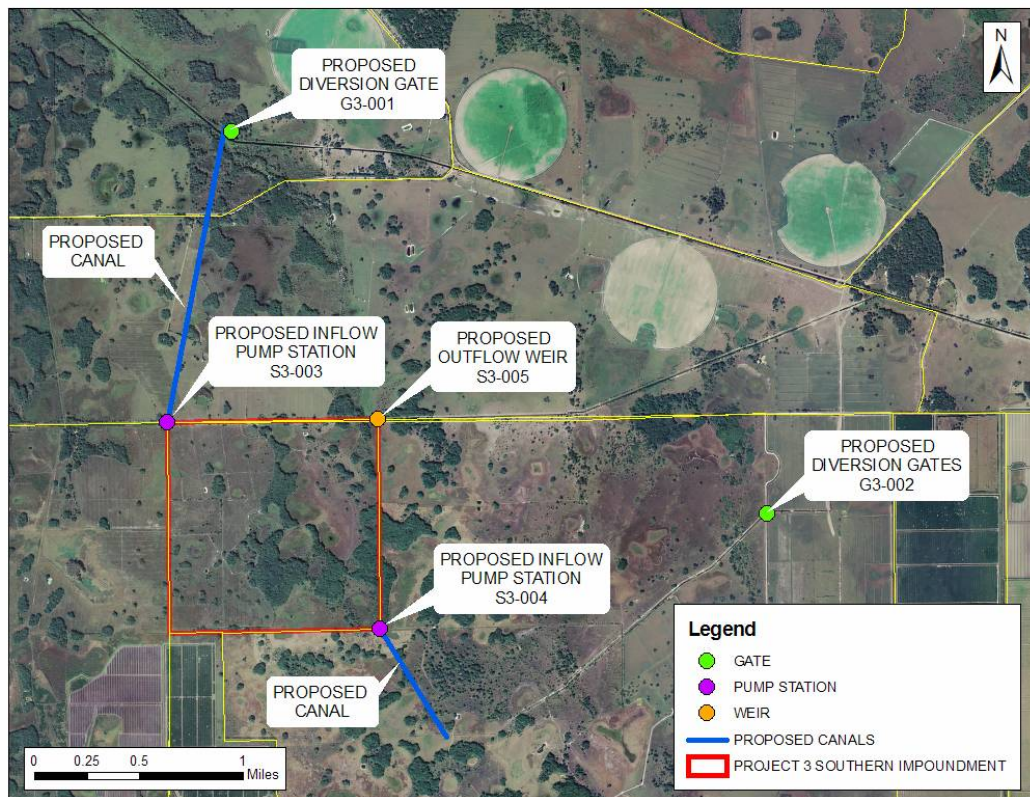 N
PROPOSED
DIVERSION GATE
G3-001
PROPOSED
CANAL
PROPOSED INFLOW
PUMP STATION
S3-003
PROPOSED
OUTFLOW WEIR
S3-005
PROPOSED
DIVERSION GATES
G3-002
PROPOSED INFLOW
PUMP STATION
S3-004
PROPOSED
CANAL
Legend
GATE
PUMP STATION
WEIR
PROPOSED CANALS
PROJECT 3 SOUTHERN IMPOUNDMENT
0 0.25 0.5 1
Miles